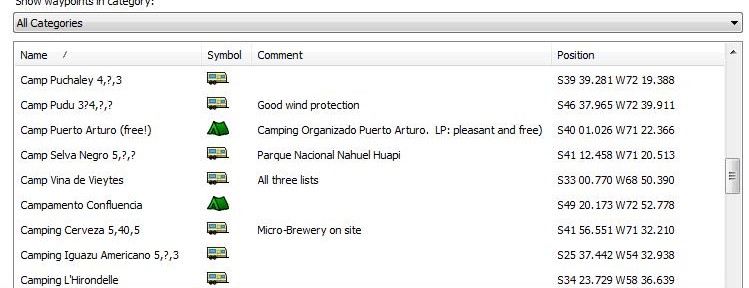 Show waypoints in category:
All Categories
Name / Symbol Comment Position
Camp Puchaley 4,?,3 S39 39.281 W72 19.388
Camp Pudu 3?4,?,? Good wind protection S46 37.965 W72 39.911
Camp Puerto Arturo (free!) Camping Organizado Puerto Arturo. LP: pleasant and free) S40 01.026 W71 22.366
Camp Selva Negro 5,?,? Parque Nacional Nahuel Huapi S41 12.458 W71 20.513
Camp Vina de Vieytes All three lists S33 00.770 W68 50.390
Campamento Confluencia S49 20.173 W72 52.778
Camping Cerveza 5,40,5 Micro-Brewery on site S41 56.551 W71 32.210
Camping Iguazu Americano 5,?,3 S25 37.442 W54 32.938
Camping L'Hirondelle S34 23.729 W58 36.639